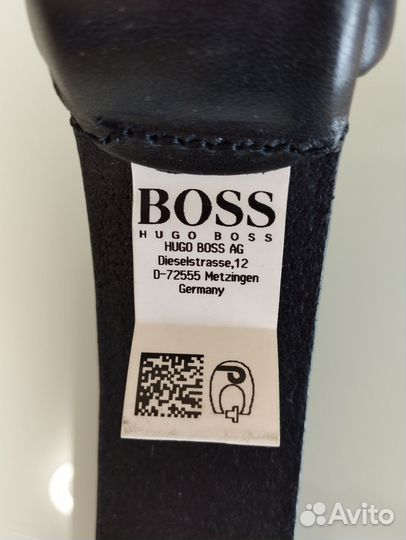 BOSS
HUGO BOSS
HUGO BOSS AG
Dieselstrasse,12
D-72555 Metzingen
Germany
Avito